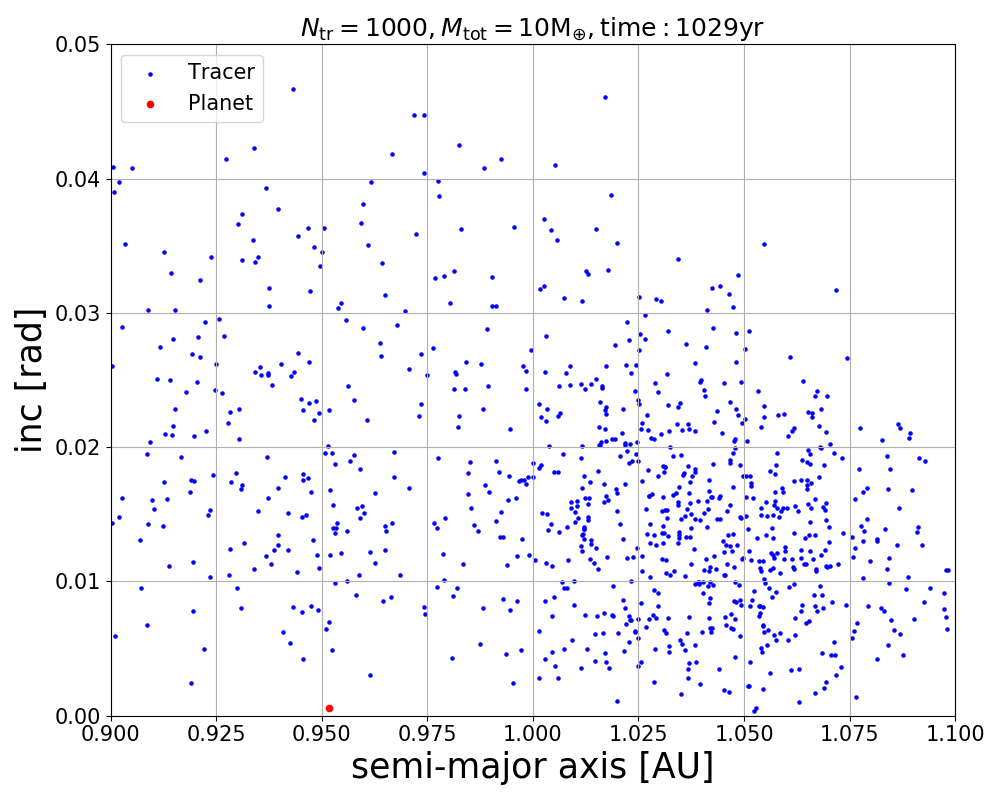 N_tr = 1000, M_tot = 10M_⊕, time : 1029yr
Tracer
Planet
inc [rad]
0.05
0.04
0.03
0.02
0.01
0.00
0.900 0.925 0.950 0.975 1.000 1.025 1.050 1.075 1.100
semi-major axis [AU]